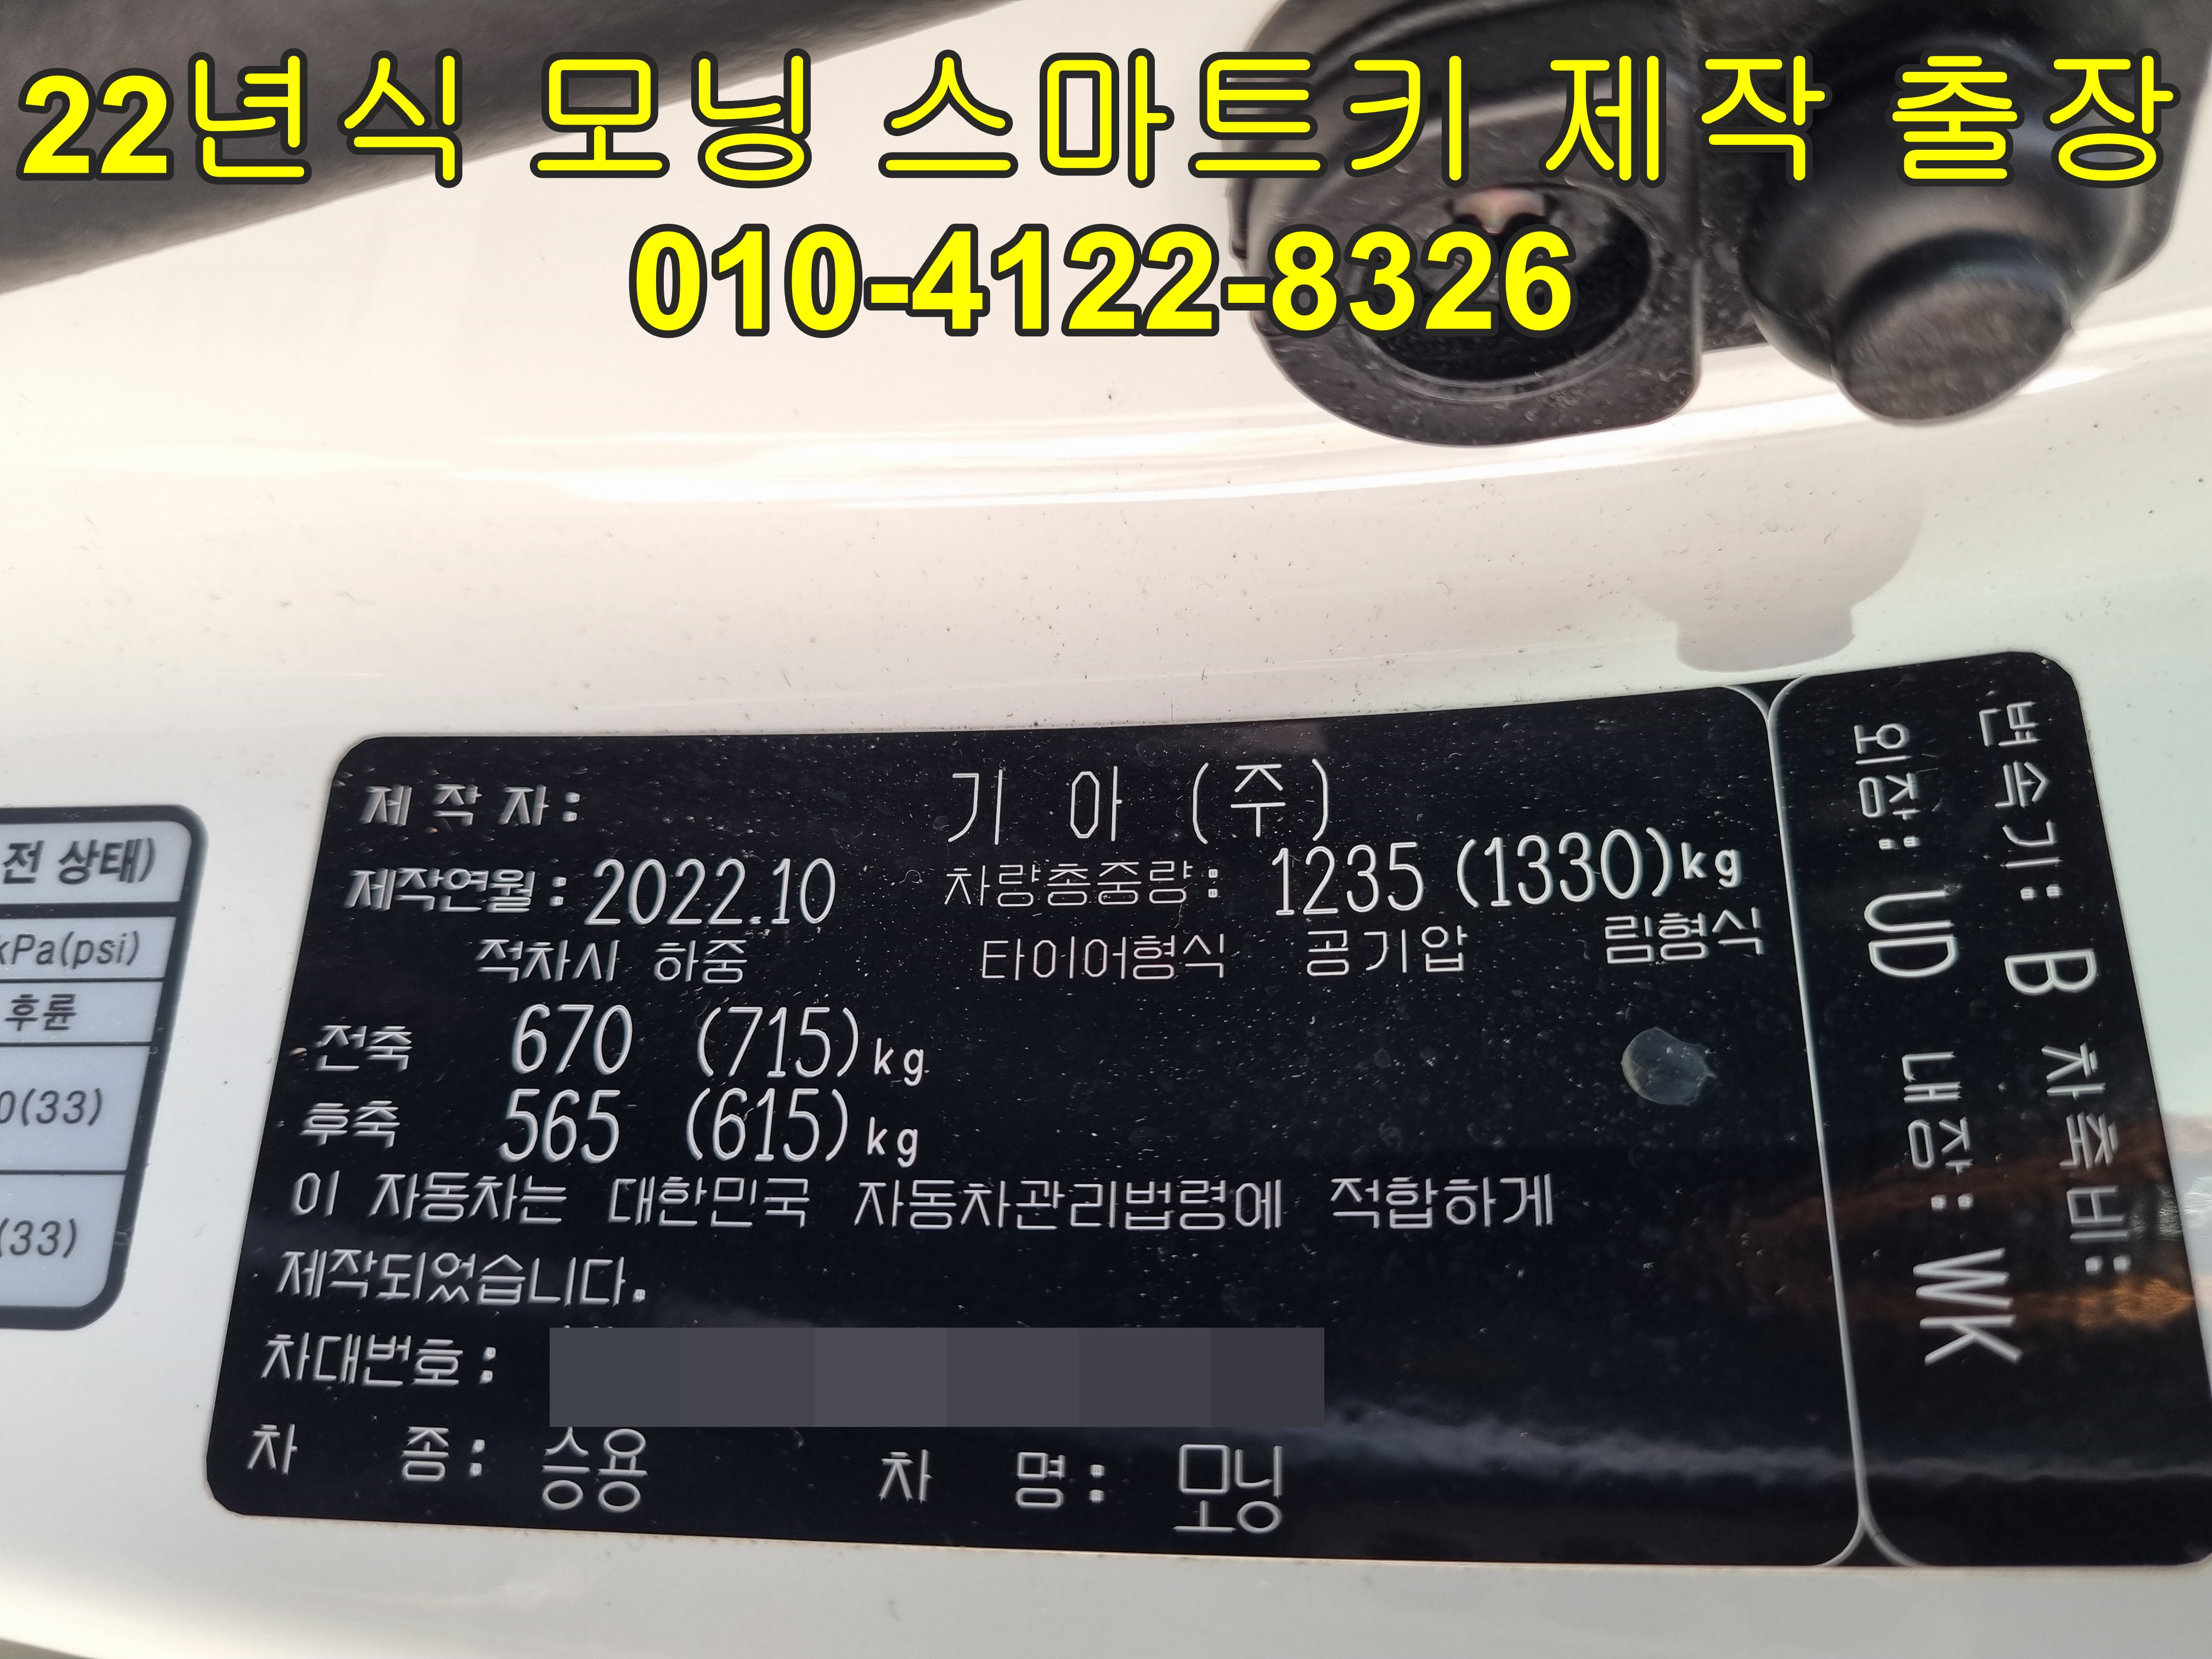 22년식 모닝 스마트키 제작 출장
010-4122-8326
제 작 자 : 기 아 (주)
제작연월 : 2022.10 차량총중량 : 1235 (1330)kg
적차시 하중 타이어형식 공기압 림형식
전축 670 (715)kg
후축 565 (615)kg
이 자동차는 대한민국 자동차관리법령에 적합하게
제작되었습니다.
차대번호 :
차 종 : 승용 차 명 : 모닝
변속기 : B 차축비 :
외장 : UD 내장 : WK
전 상태)
kPa(psi)
후륜
0(33)
(33)